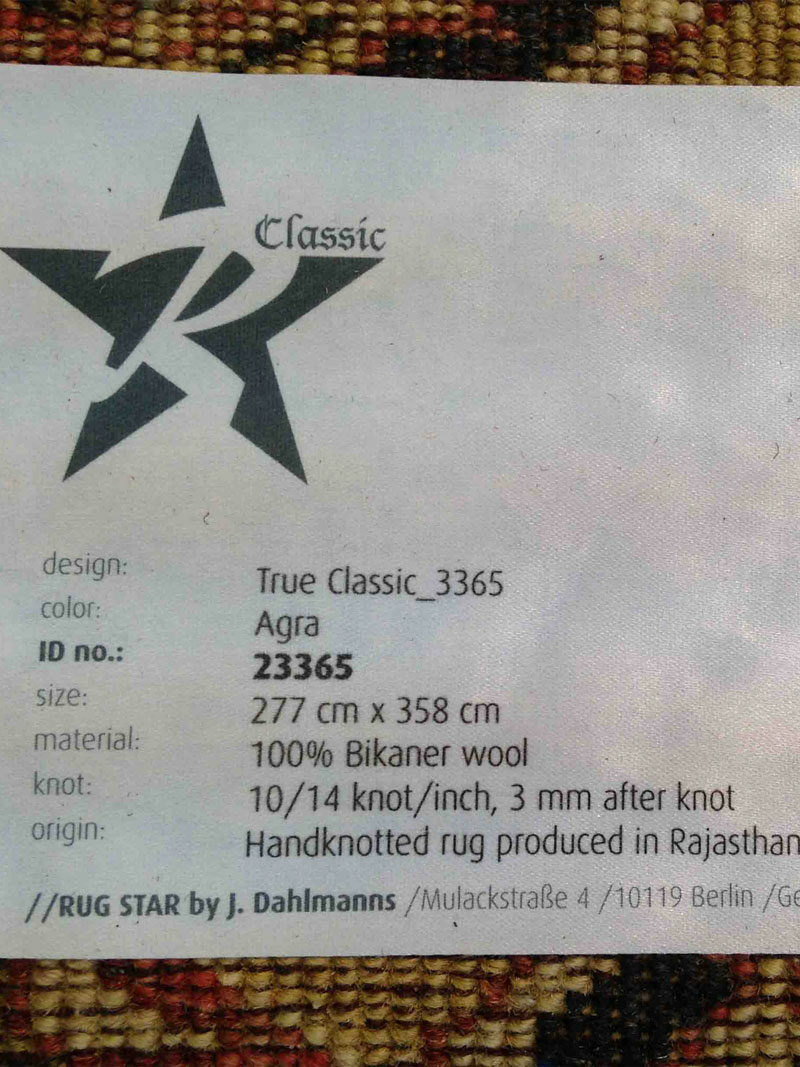 Classic
design: True Classic_3365
color: Agra
ID no.: 23365
size: 277 cm x 358 cm
material: 100% Bikaner wool
knot: 10/14 knot/inch, 3 mm after knot
origin: Handknotted rug produced in Rajasthan
//RUG STAR by J. Dahlmanns /Mulackstraße 4 /10119 Berlin /Ge